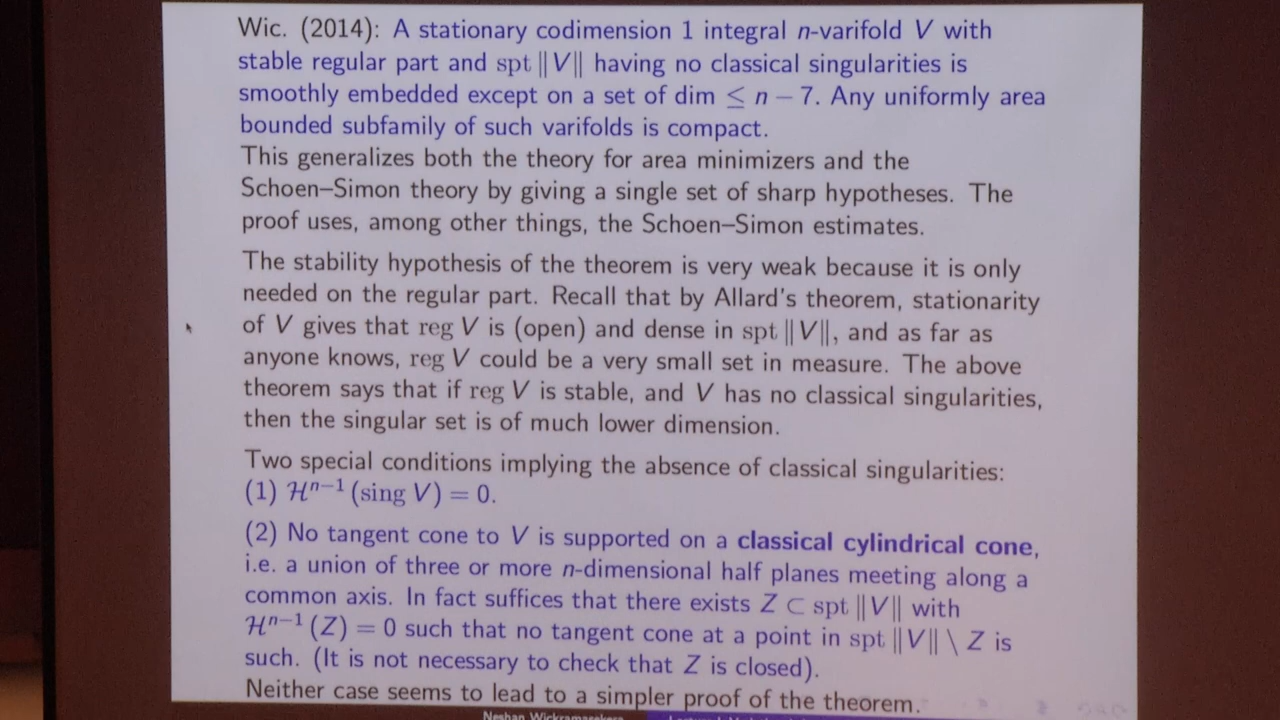 Wic. (2014): A stationary codimension 1 integral n-varifold V with
stable regular part and spt ‖V‖ having no classical singularities is
smoothly embedded except on a set of dim ≤ n − 7. Any uniformly area
bounded subfamily of such varifolds is compact.
This generalizes both the theory for area minimizers and the
Schoen–Simon theory by giving a single set of sharp hypotheses. The
proof uses, among other things, the Schoen–Simon estimates.
The stability hypothesis of the theorem is very weak because it is only
needed on the regular part. Recall that by Allard's theorem, stationarity
of V gives that reg V is (open) and dense in spt ‖V‖, and as far as
anyone knows, reg V could be a very small set in measure. The above
theorem says that if reg V is stable, and V has no classical singularities,
then the singular set is of much lower dimension.
Two special conditions implying the absence of classical singularities:
(1) ℋⁿ⁻¹ (sing V) = 0.
(2) No tangent cone to V is supported on a classical cylindrical cone,
i.e. a union of three or more n-dimensional half planes meeting along a
common axis. In fact suffices that there exists Z ⊂ spt ‖V‖ with
ℋⁿ⁻¹ (Z) = 0 such that no tangent cone at a point in spt ‖V‖ \ Z is
such. (It is not necessary to check that Z is closed).
Neither case seems to lead to a simpler proof of the theorem.
Neshan Wickramasekera